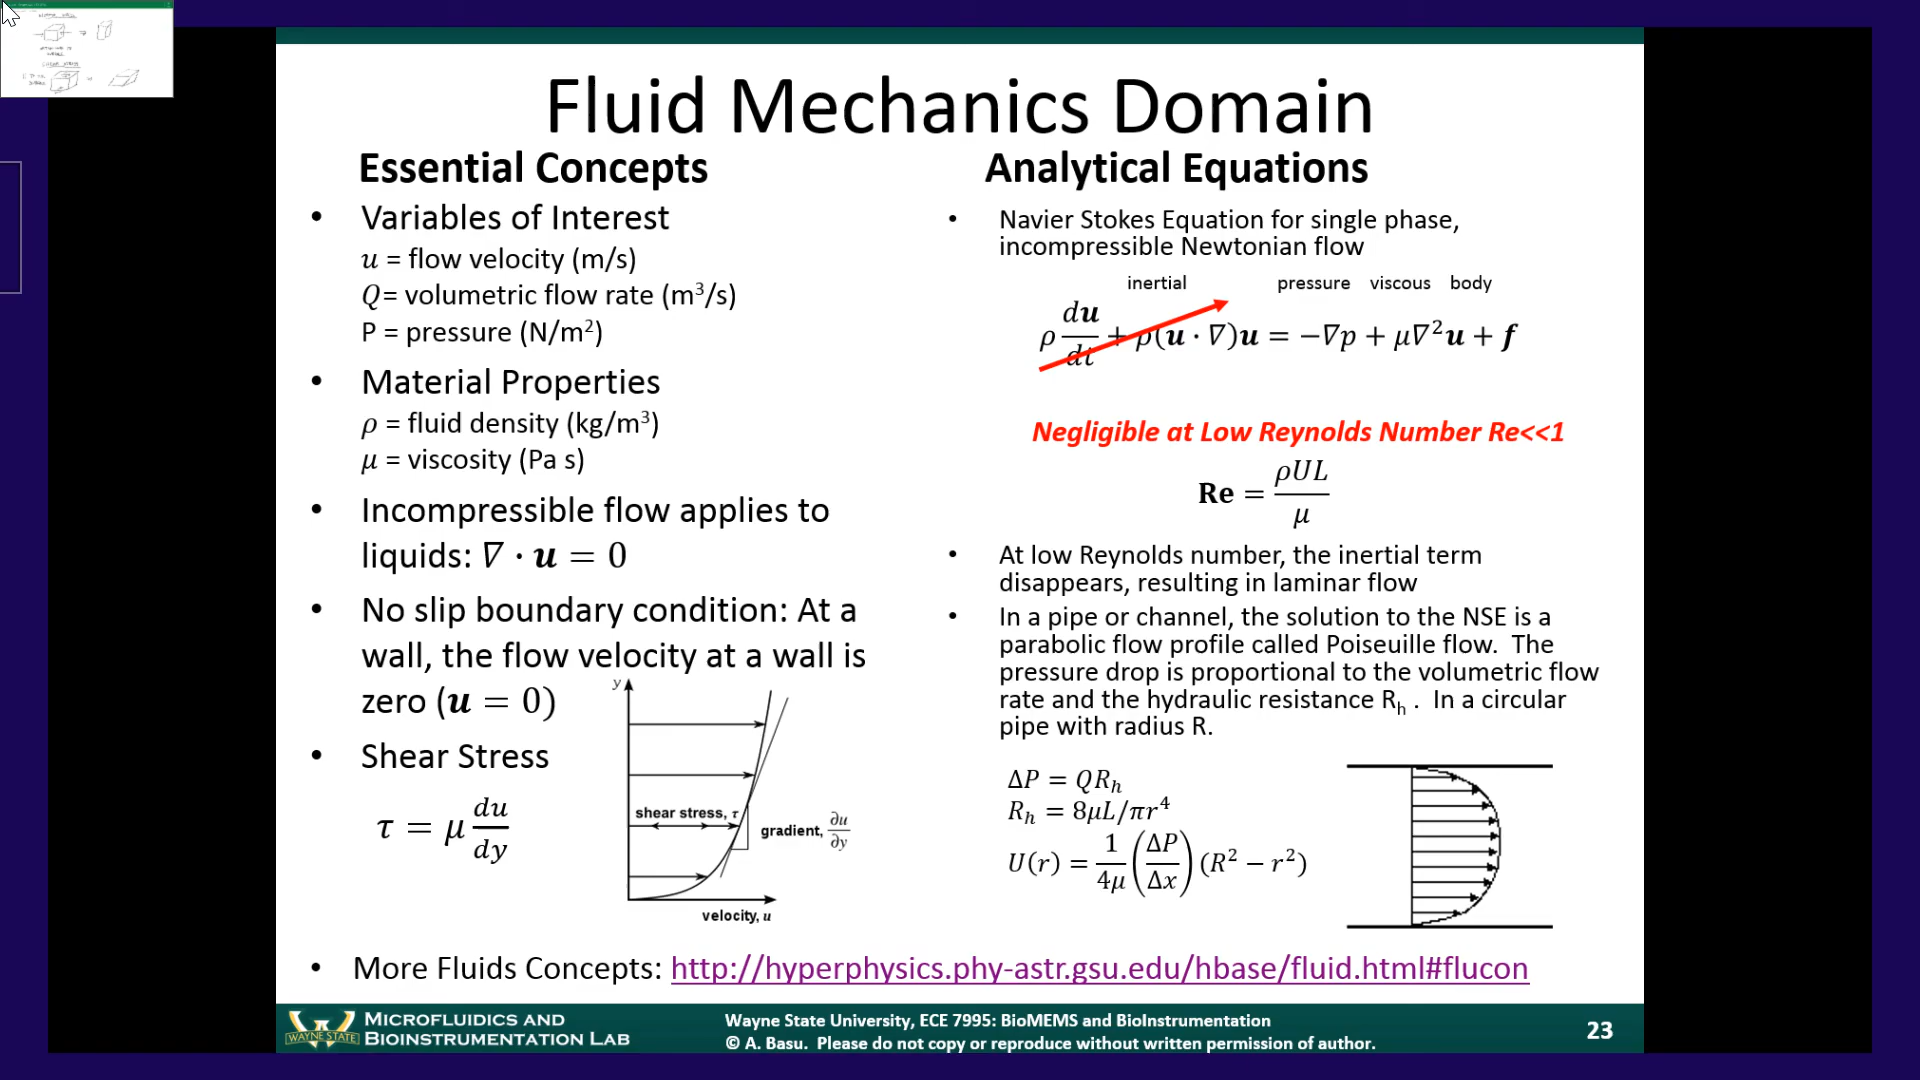 Fluid Mechanics Domain
Essential Concepts
• Variables of Interest
u = flow velocity (m/s)
Q= volumetric flow rate (m³/s)
P = pressure (N/m²)
• Material Properties
ρ = fluid density (kg/m³)
μ = viscosity (Pa s)
• Incompressible flow applies to
liquids: ∇ · u = 0
• No slip boundary condition: At a
wall, the flow velocity at a wall is
zero (u = 0)
• Shear Stress
τ = μ du/dy
y
shear stress, τ
gradient, ∂u/∂y
velocity, u
Analytical Equations
• Navier Stokes Equation for single phase,
incompressible Newtonian flow
inertial pressure viscous body
ρ du/dt + ρ(u · ∇)u = −∇p + μ∇²u + f
Negligible at Low Reynolds Number Re<<1
Re = ρUL/μ
• At low Reynolds number, the inertial term
disappears, resulting in laminar flow
• In a pipe or channel, the solution to the NSE is a
parabolic flow profile called Poiseuille flow. The
pressure drop is proportional to the volumetric flow
rate and the hydraulic resistance Rh . In a circular
pipe with radius R.
ΔP = QRh
Rh = 8μL/πr⁴
U(r) = 1/4μ (ΔP/Δx) (R² − r²)
• More Fluids Concepts: http://hyperphysics.phy-astr.gsu.edu/hbase/fluid.html#flucon
WAYNE STATE
Microfluidics and
Bioinstrumentation Lab
Wayne State University, ECE 7995: BioMEMS and BioInstrumentation
© A. Basu. Please do not copy or reproduce without written permission of author.
23